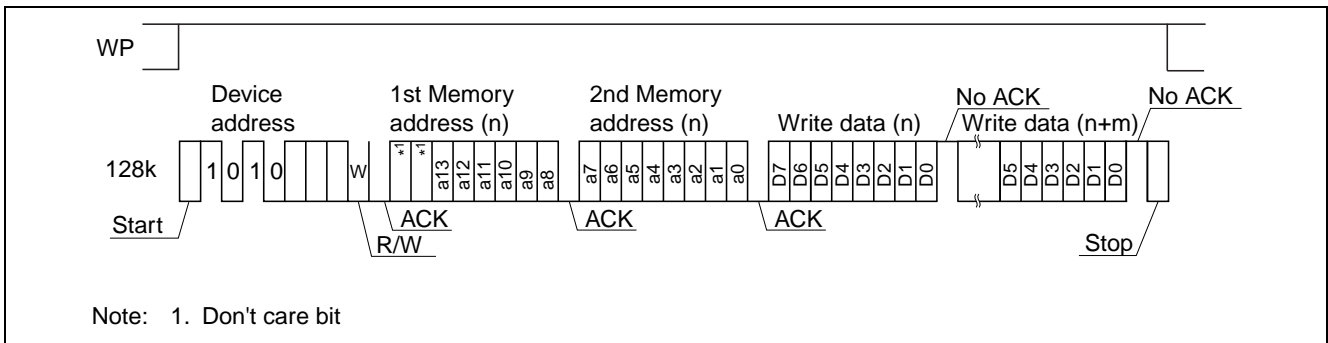 WP
Device address
1st Memory address (n)
2nd Memory address (n)
Write data (n)
No ACK
Write data (n+m)
No ACK
128k
1 0 1 0
W
*1 *1 a13 a12 a11 a10 a9 a8
a7 a6 a5 a4 a3 a2 a1 a0
D7 D6 D5 D4 D3 D2 D1 D0
D5 D4 D3 D2 D1 D0
Start
R/W
ACK
ACK
ACK
Stop
Note: 1. Don't care bit